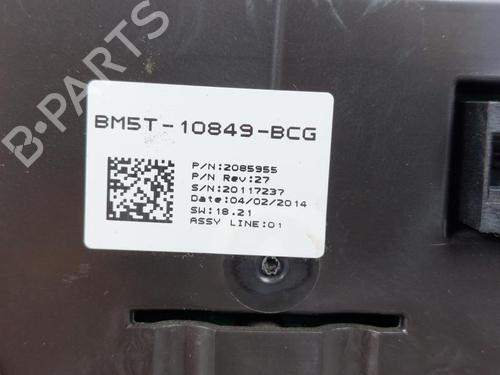 B-PARTS
BM5T-10849-BCG
P/N:2085955
P/N Rev:27
S/N:20117237
Date:04/02/2014
SW:18.21
ASSY LINE:01